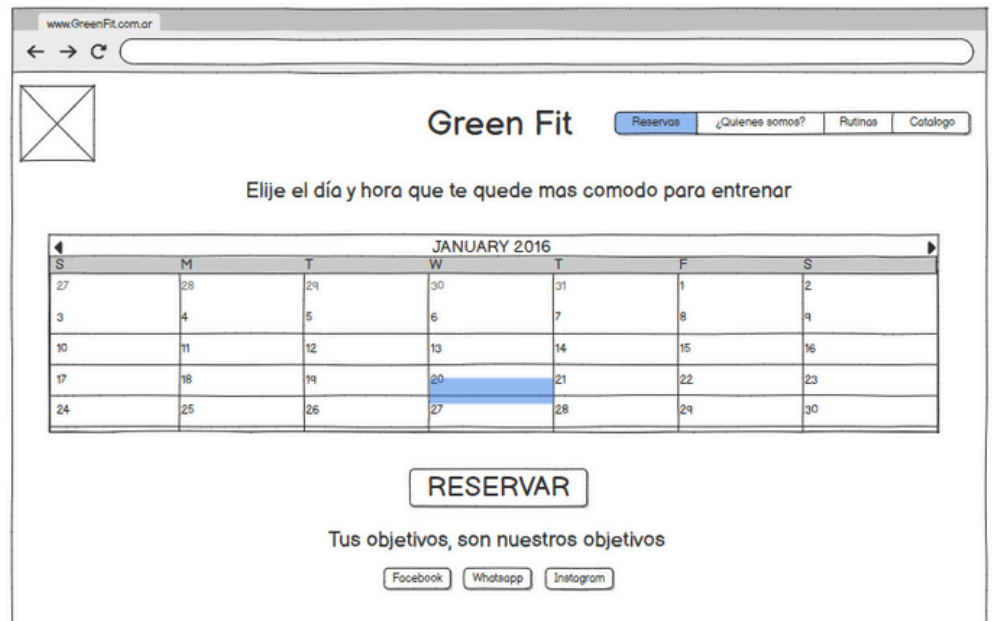 www.GreenFit.com.ar
Green Fit
Reservas ¿Quienes somos? Rutinas Catalogo
Elije el día y hora que te quede mas comodo para entrenar
JANUARY 2016
S M T W T F S
27 28 29 30 31 1 2
3 4 5 6 7 8 9
10 11 12 13 14 15 16
17 18 19 20 21 22 23
24 25 26 27 28 29 30
RESERVAR
Tus objetivos, son nuestros objetivos
Facebook Whatsapp Instagram